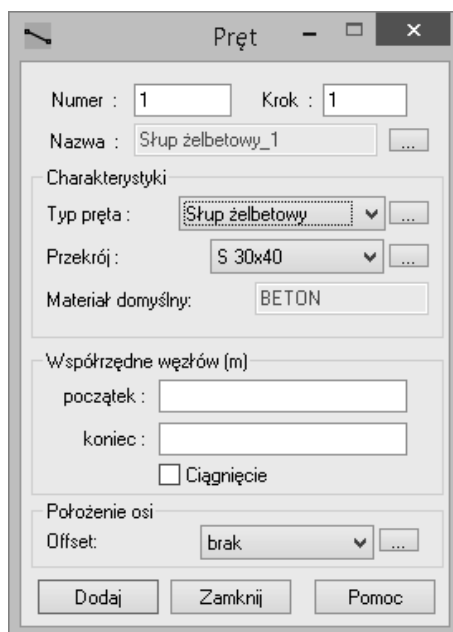 Pręt
Numer : 1 Krok : 1
Nazwa : Słup żelbetowy_1 ...
Charakterystyki
Typ pręta : Słup żelbetowy ...
Przekrój : S 30x40 ...
Materiał domyślny: BETON
Współrzędne węzłów (m)
początek :
koniec :
Ciągnięcie
Położenie osi
Offset: brak ...
Dodaj Zamknij Pomoc